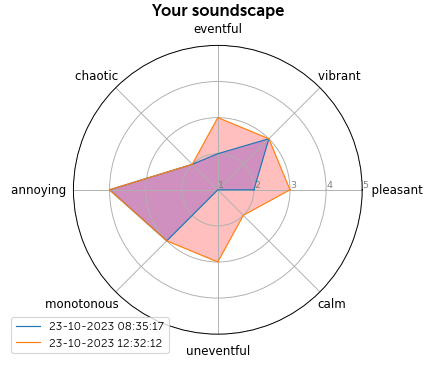 Your soundscape
eventful
chaotic
vibrant
annoying
1
2
3
4
5
pleasant
monotonous
calm
uneventful
23-10-2023 08:35:17
23-10-2023 12:32:12